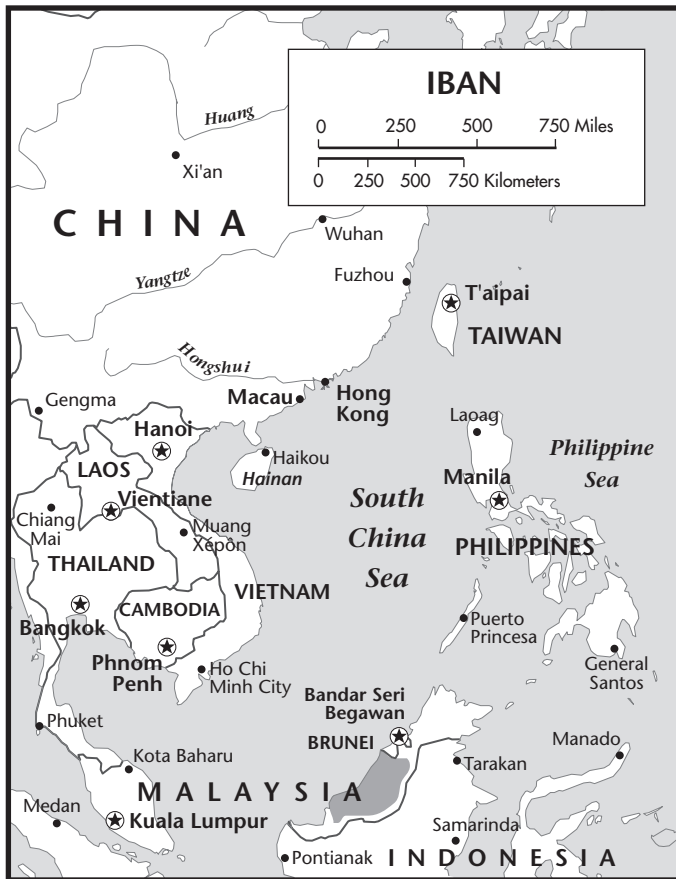 IBAN
0 250 500 750 Miles
0 250 500 750 Kilometers
Huang
Xi'an
CHINA
Wuhan
Yangtze
Fuzhou
T'aipai
TAIWAN
Hongshui
Gengma
Macau
Hong
Kong
Hanoi
Laoag
LAOS
Haikou
Hainan
Philippine
Sea
Manila
Vientiane
South
China
Sea
Chiang
Mai
Muang
Xépôn
PHILIPPINES
THAILAND
VIETNAM
CAMBODIA
Bangkok
Puerto
Princesa
Phnom
Penh
Ho Chi
Minh City
General
Santos
Bandar Seri
Begawan
Phuket
BRUNEI
Manado
Kota Baharu
Tarakan
MALAYSIA
Medan
Kuala Lumpur
Samarinda
Pontianak
INDONESIA